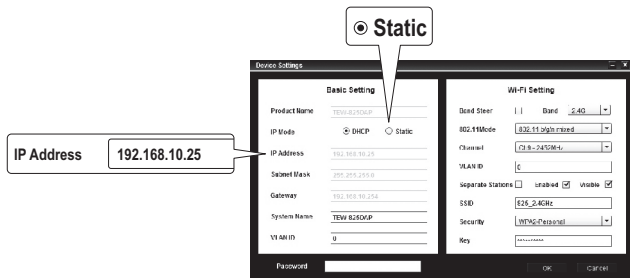 Static
Device Settings
Basic Setting
Product Name TEW-825DAP
IP Mode DHCP Static
IP Address 192.168.10.25
IP Address 192.168.10.25
Subnet Mask 255.255.255.0
Gateway 192.168.10.254
System Name TEW-825DAP
VLAN ID 0
Wi-Fi Setting
Band Steer Band 2.4G
802.11Mode 802.11 b/g/n mixed
Channel CH9 - 2452MHz
VLAN ID 0
Separate Stations Enabled Visible
SSID 825_2.4GHz
Security WPA2-Personal
Key **********
Password
OK Cancel